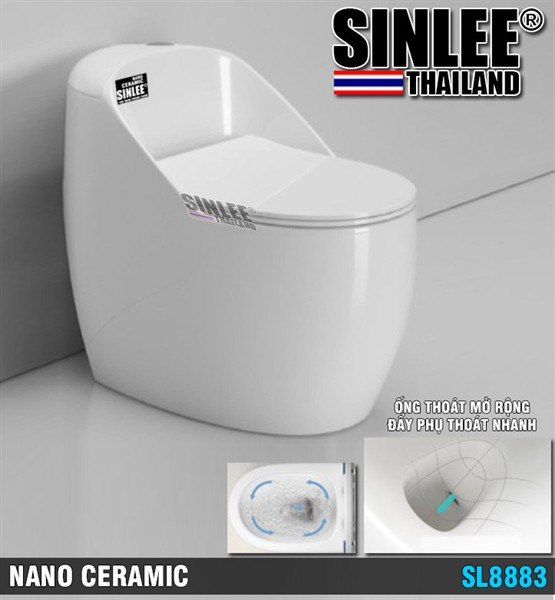 SINLEE®
THAILAND
NANO
CERAMIC
SINLEE
SINLEE®
THAILAND
ỐNG THOÁT MỞ RỘNG
ĐẨY PHỤ THOÁT NHANH
NANO CERAMIC
SL8883